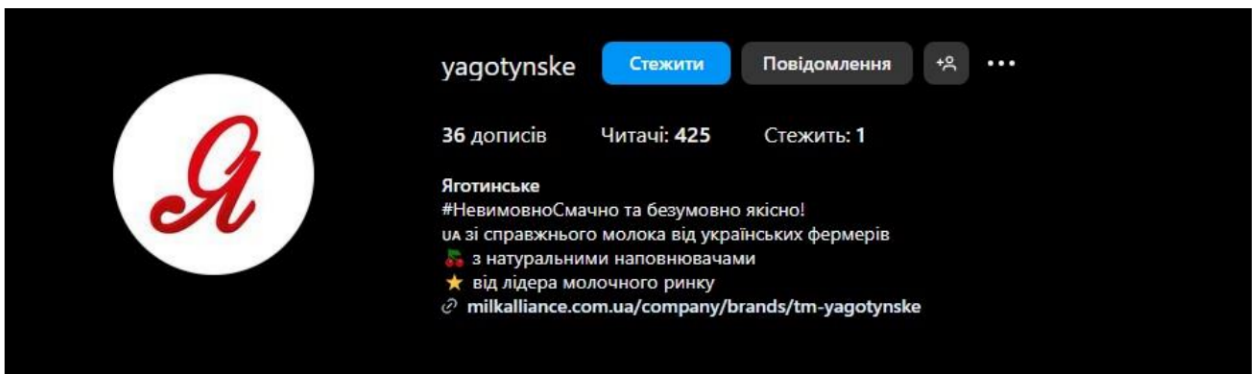 Я
yagotynske Стежити Повідомлення
36 дописів Читачі: 425 Стежить: 1
Яготинське
#НевимовноСмачно та безумовно якісно!
UA зі справжнього молока від українських фермерів
🍒 з натуральними наповнювачами
⭐ від лідера молочного ринку
milkalliance.com.ua/company/brands/tm-yagotynske